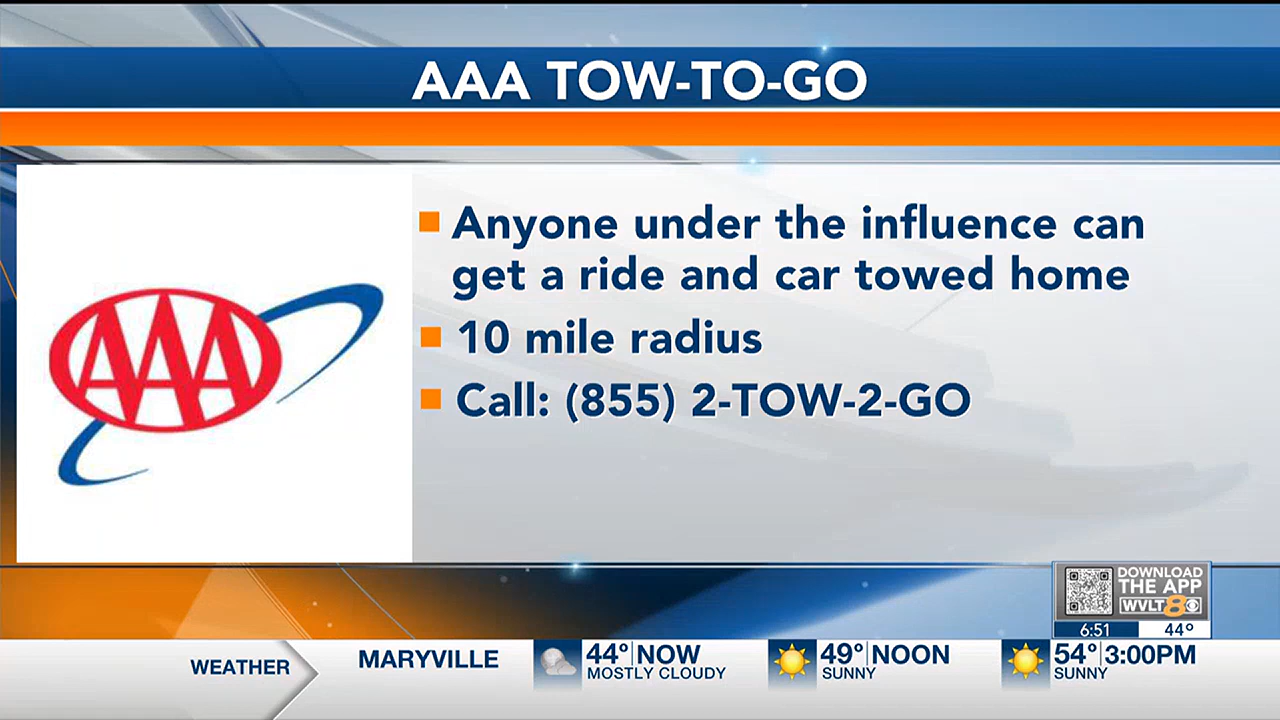 AAA TOW-TO-GO
AAA
Anyone under the influence can
get a ride and car towed home
10 mile radius
Call: (855) 2-TOW-2-GO
DOWNLOAD
THE APP
WVLT 8
6:51 44°
WEATHER
MARYVILLE
44° NOW
MOSTLY CLOUDY
49° NOON
SUNNY
54° 3:00PM
SUNNY